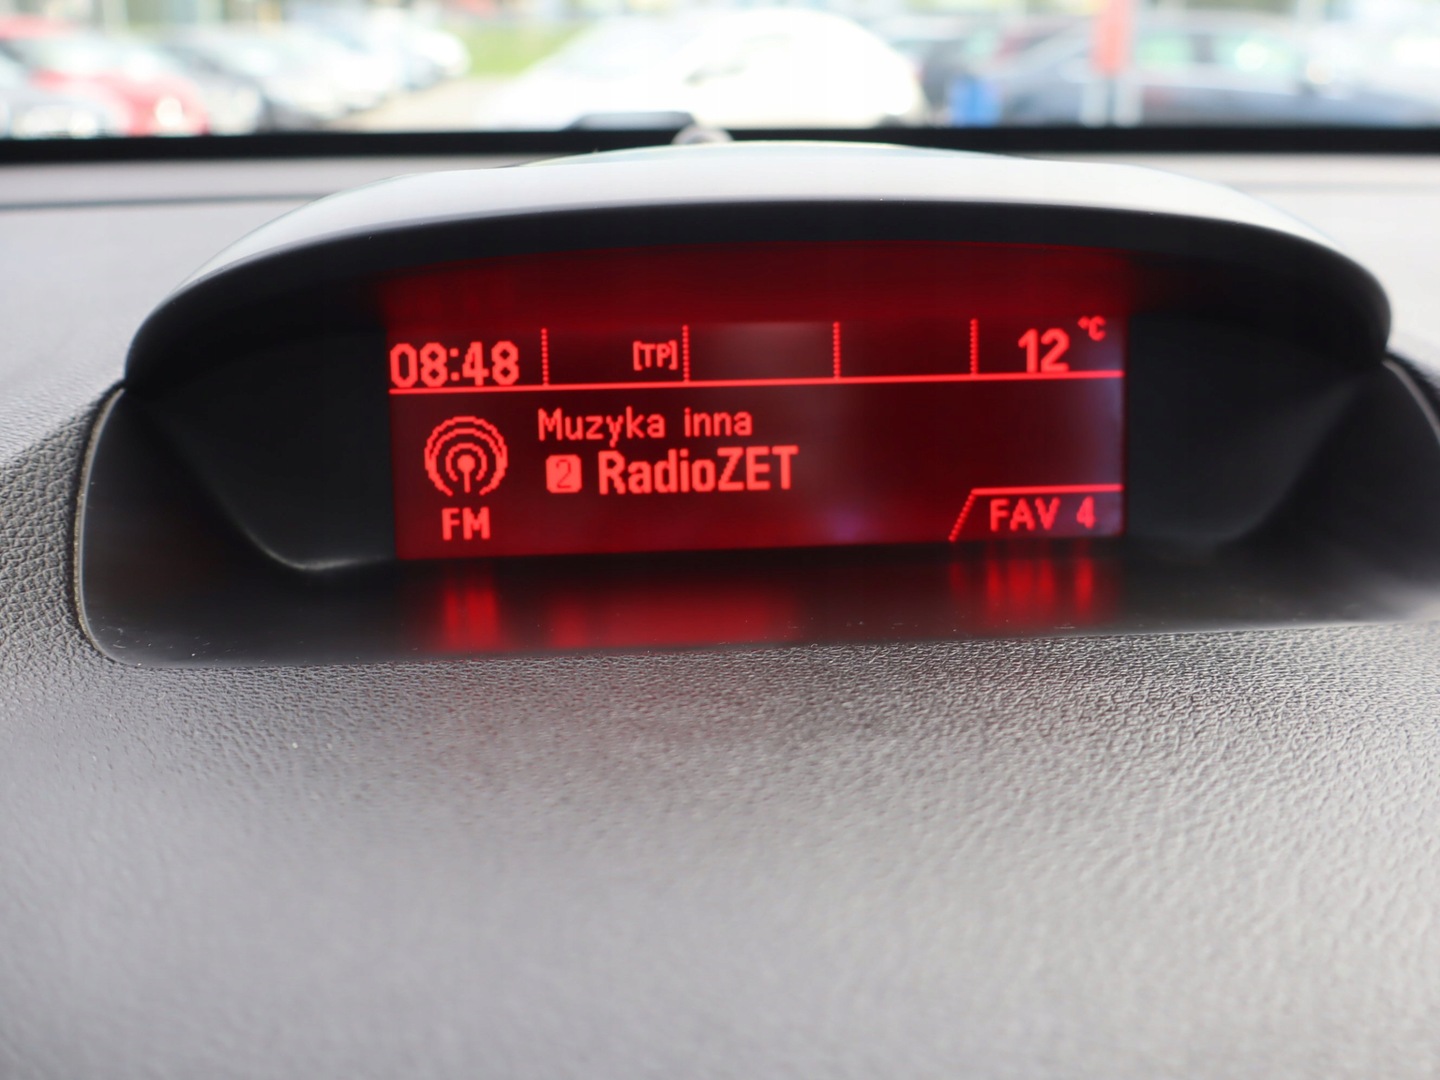 08:48 [TP] 12 °C
Muzyka inna
2 RadioZET
FM
FAV 4